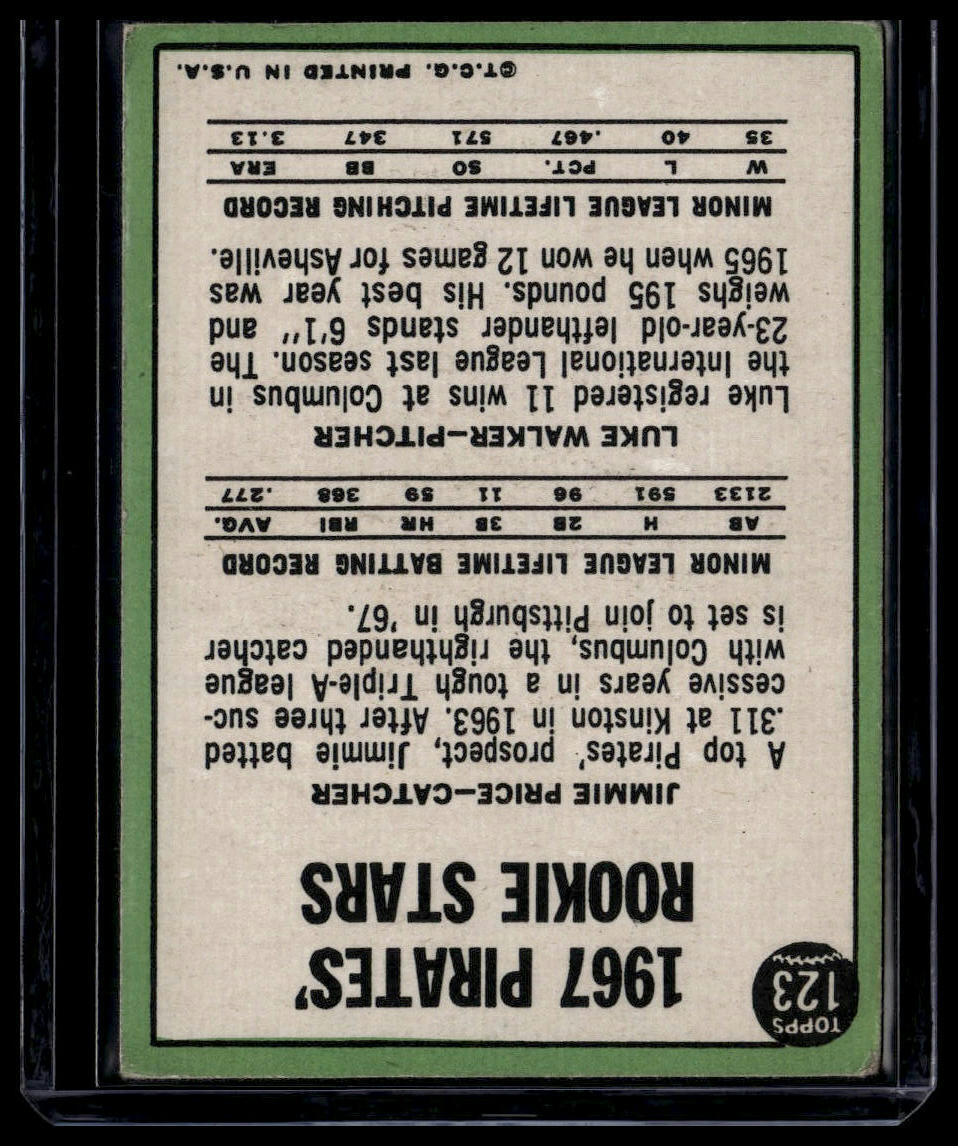 TOPPS
123
1967 PIRATES'
ROOKIE STARS
JIMMIE PRICE—CATCHER
A top Pirates' prospect, Jimmie batted
.311 at Kinston in 1963. After three suc-
cessive years in a tough Triple-A league
with Columbus, the righthanded catcher
is set to join Pittsburgh in '67.
MINOR LEAGUE LIFETIME BATTING RECORD
AB H 2B 3B HR RBI AVG.
2133 591 96 11 59 368 .277
LUKE WALKER—PITCHER
Luke registered 11 wins at Columbus in
the International League last season. The
23-year-old lefthander stands 6'1" and
weighs 195 pounds. His best year was
1965 when he won 12 games for Asheville.
MINOR LEAGUE LIFETIME PITCHING RECORD
W L PCT. SO BB ERA
35 40 .467 571 347 3.13
©T.C.G. PRINTED IN U.S.A.